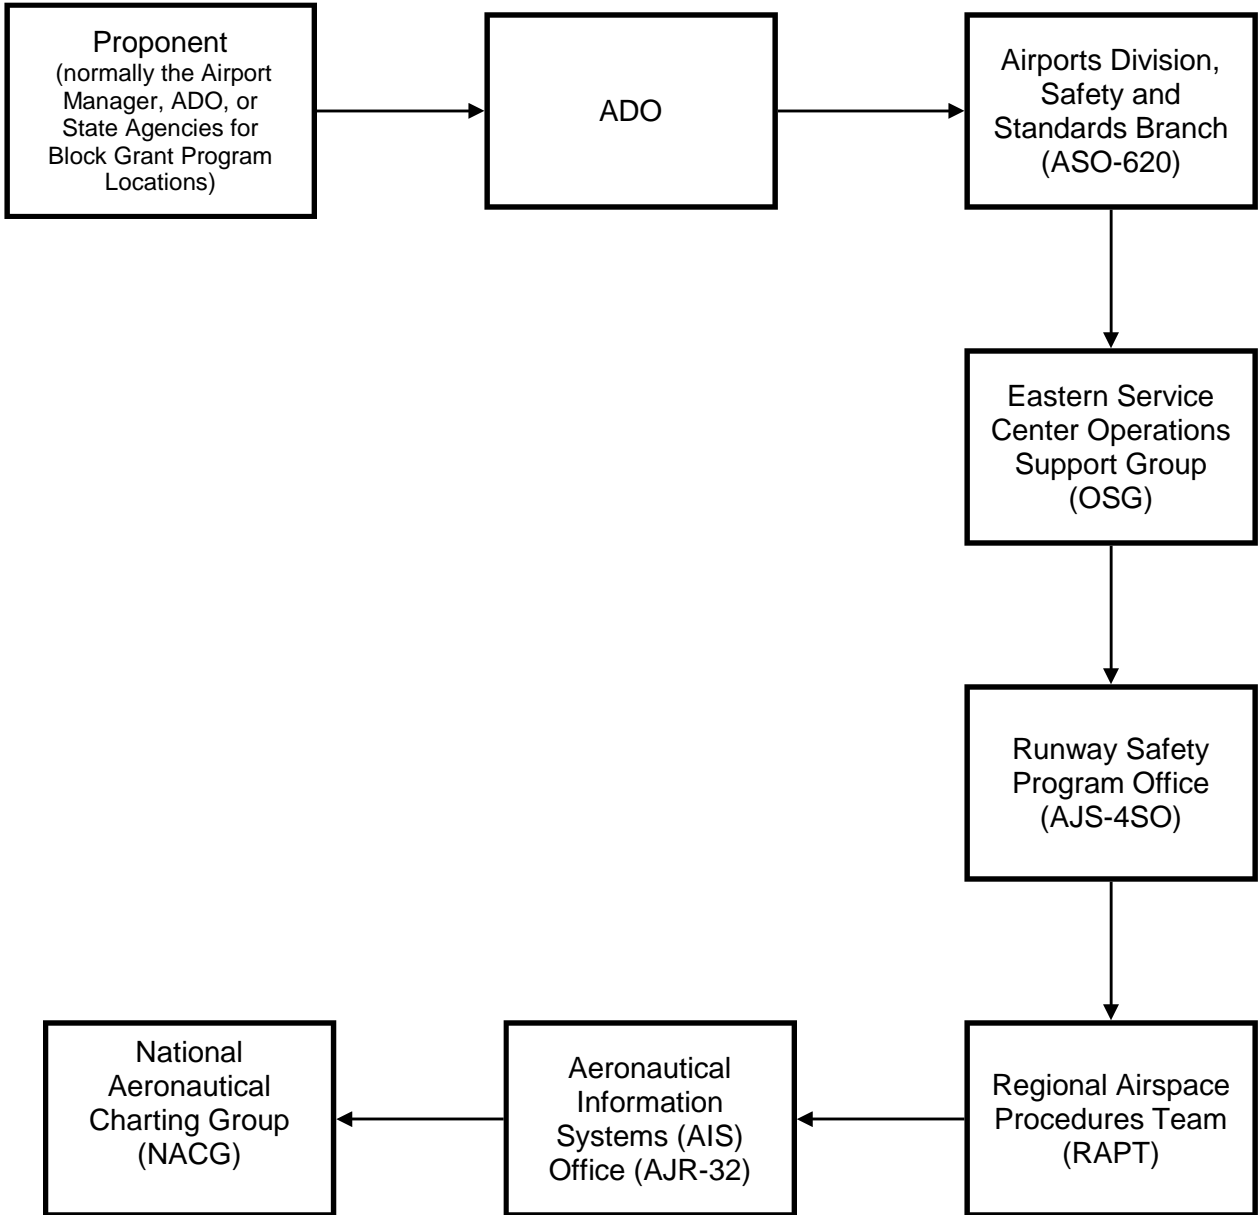 Proponent
(normally the Airport
Manager, ADO, or
State Agencies for
Block Grant Program
Locations)
ADO
Airports Division,
Safety and
Standards Branch
(ASO-620)
Eastern Service
Center Operations
Support Group
(OSG)
Runway Safety
Program Office
(AJS-4SO)
Regional Airspace
Procedures Team
(RAPT)
Aeronautical
Information
Systems (AIS)
Office (AJR-32)
National
Aeronautical
Charting Group
(NACG)